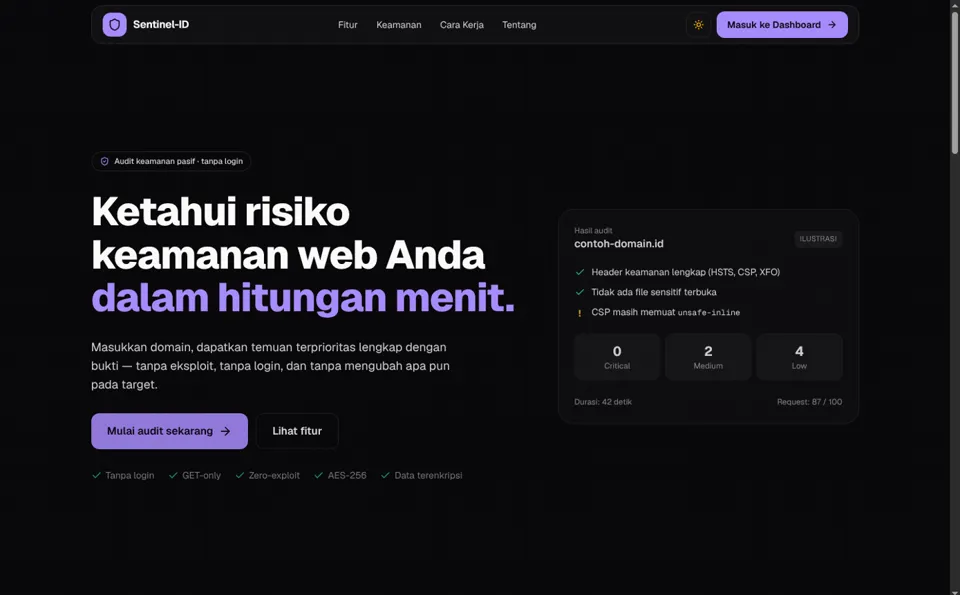 Sentinel-ID
Fitur
Keamanan
Cara Kerja
Tentang
Masuk ke Dashboard →
Audit keamanan pasif · tanpa login
Ketahui risiko
keamanan web Anda
dalam hitungan menit.
Masukkan domain, dapatkan temuan terprioritas lengkap dengan
bukti — tanpa eksploit, tanpa login, dan tanpa mengubah apa pun
pada target.
Mulai audit sekarang →
Lihat fitur
Tanpa login
GET-only
Zero-exploit
AES-256
Data terenkripsi
Hasil audit
contoh-domain.id
ILUSTRASI
Header keamanan lengkap (HSTS, CSP, XFO)
Tidak ada file sensitif terbuka
! CSP masih memuat unsafe-inline
0
Critical
2
Medium
4
Low
Durasi: 42 detik
Request: 87 / 100